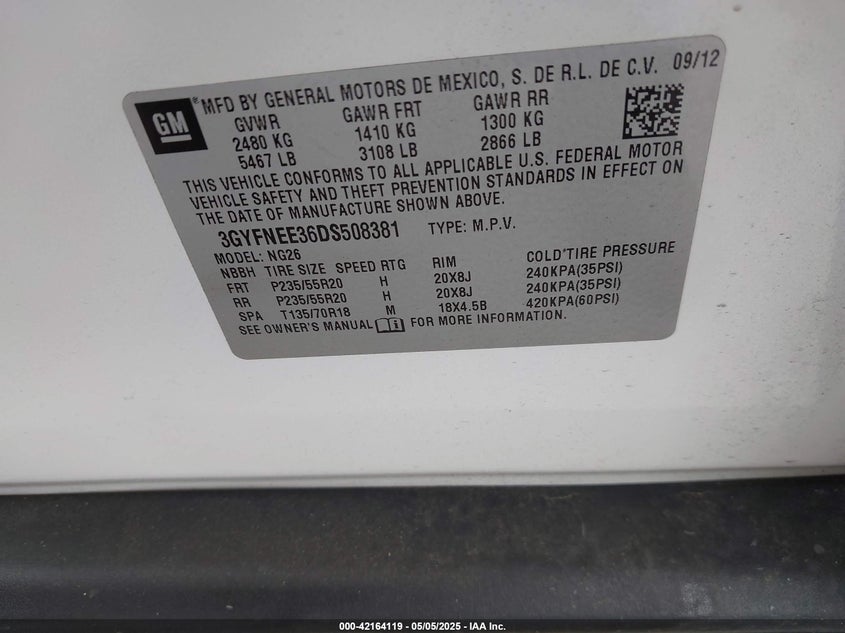 GM
® MFD BY GENERAL MOTORS DE MEXICO, S. DE R.L. DE C.V. 09/12
GVWR GAWR FRT GAWR RR
2480 KG 1410 KG 1300 KG
5467 LB 3108 LB 2866 LB
THIS VEHICLE CONFORMS TO ALL APPLICABLE U.S. FEDERAL MOTOR
VEHICLE SAFETY AND THEFT PREVENTION STANDARDS IN EFFECT ON
THE DATE OF MANUFACTURE SHOWN ABOVE.
3GYFNEE36DS508381 TYPE: M.P.V.
MODEL: NG26
NBBH TIRE SIZE SPEED RTG RIM COLD TIRE PRESSURE
FRT P235/55R20 H 20X8J 240KPA(35PSI)
RR P235/55R20 H 20X8J 240KPA(35PSI)
SPA T135/70R18 M 18X4.5B 420KPA(60PSI)
SEE OWNER'S MANUAL FOR MORE INFORMATION.
000-42164119 - 05/05/2025 - IAA Inc.